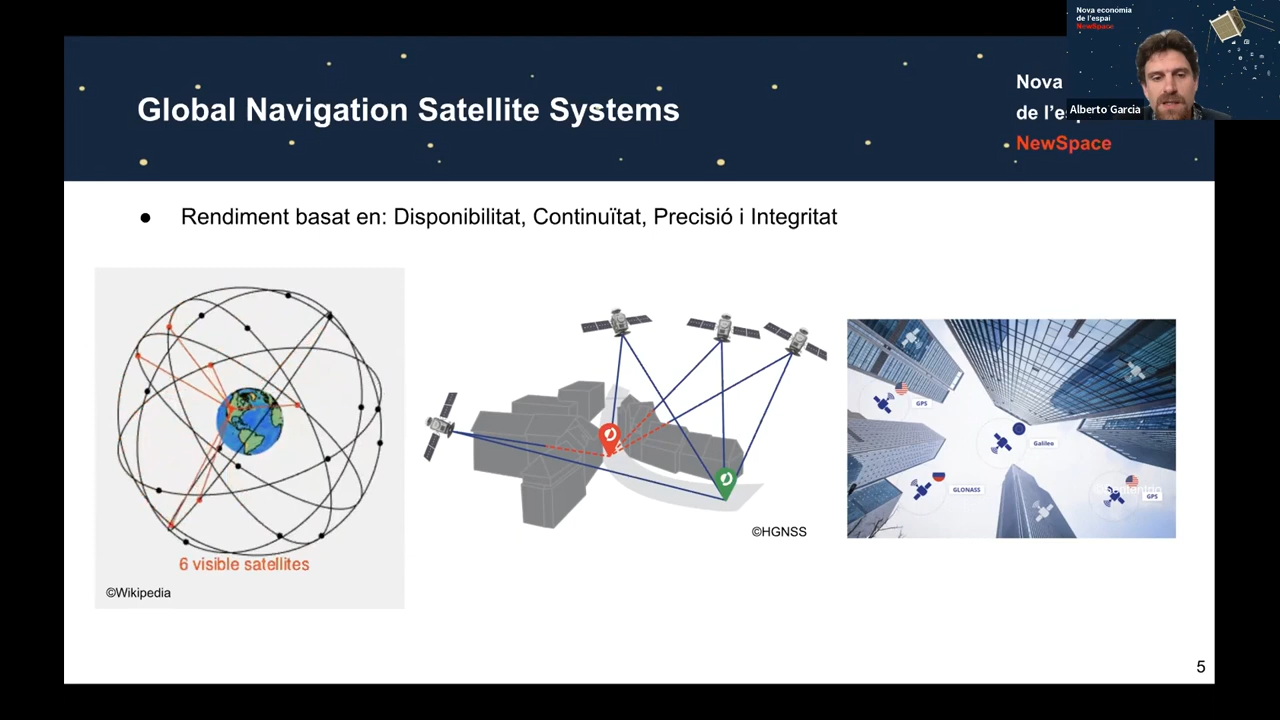 Nova economia
de l'espai
NewSpace
Alberto Garcia
Global Navigation Satellite Systems
Nova
de l'e
NewSpace
● Rendiment basat en: Disponibilitat, Continuïtat, Precisió i Integritat
6 visible satellites
©Wikipedia
©HGNSS
GPS
Galileo
GLONASS
GPS
5